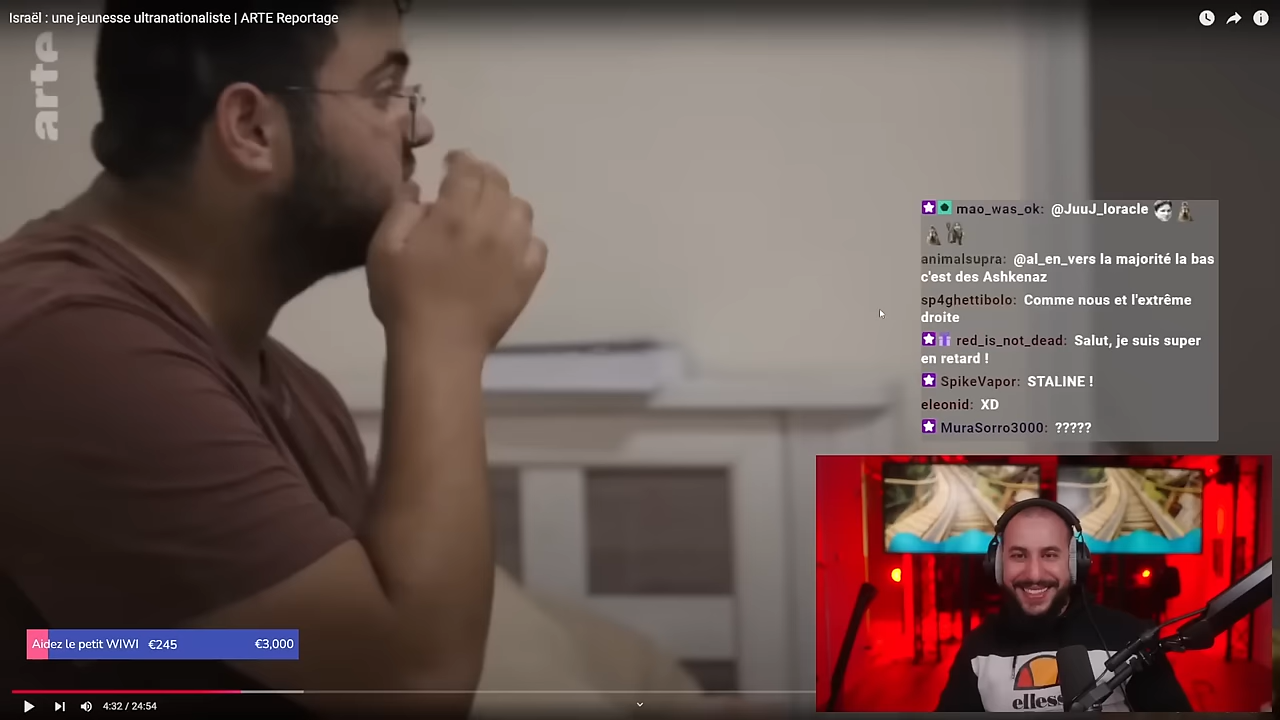 Israël : une jeunesse ultranationaliste | ARTE Reportage
arte
mao_was_ok: @JuuJ_loracle
animalsupra: @al_en_vers la majorité la bas
c'est des Ashkenaz
sp4ghettibolo: Comme nous et l'extrême
droite
red_is_not_dead: Salut, je suis super
en retard !
SpikeVapor: STALINE !
eleonid: XD
MuraSorro3000: ?????
Aidez le petit WIWI €245 €3,000
4:32 / 24:54